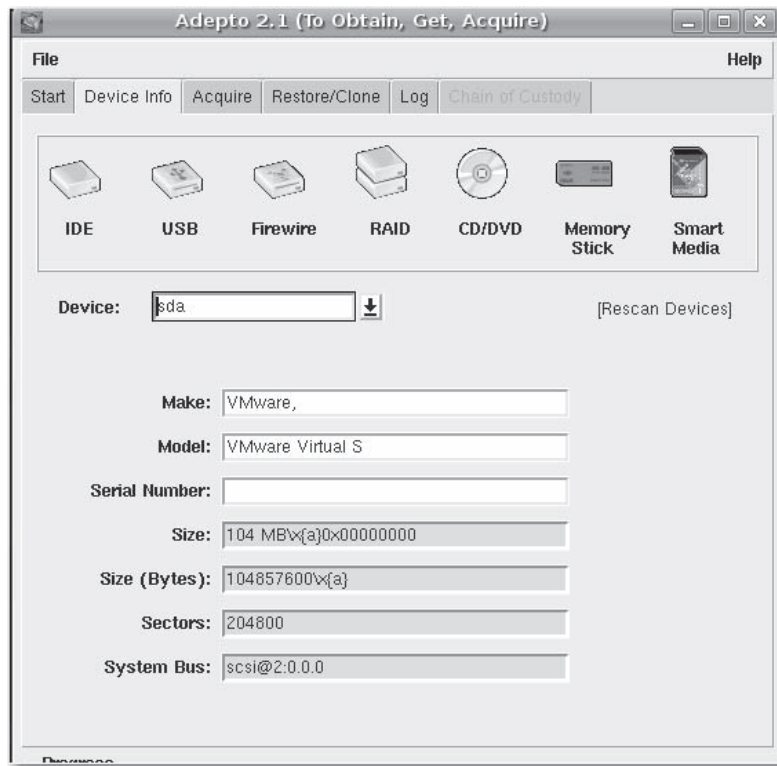 Adepto 2.1 (To Obtain, Get, Acquire)
File Help
Start Device Info Acquire Restore/Clone Log Chain of Custody
IDE USB Firewire RAID CD/DVD Memory Stick Smart Media
Device: sda [Rescan Devices]
Make: VMware,
Model: VMware Virtual S
Serial Number:
Size: 104 MB\x{a}0x00000000
Size (Bytes): 104857600\x{a}
Sectors: 204800
System Bus: scsi@2:0.0.0